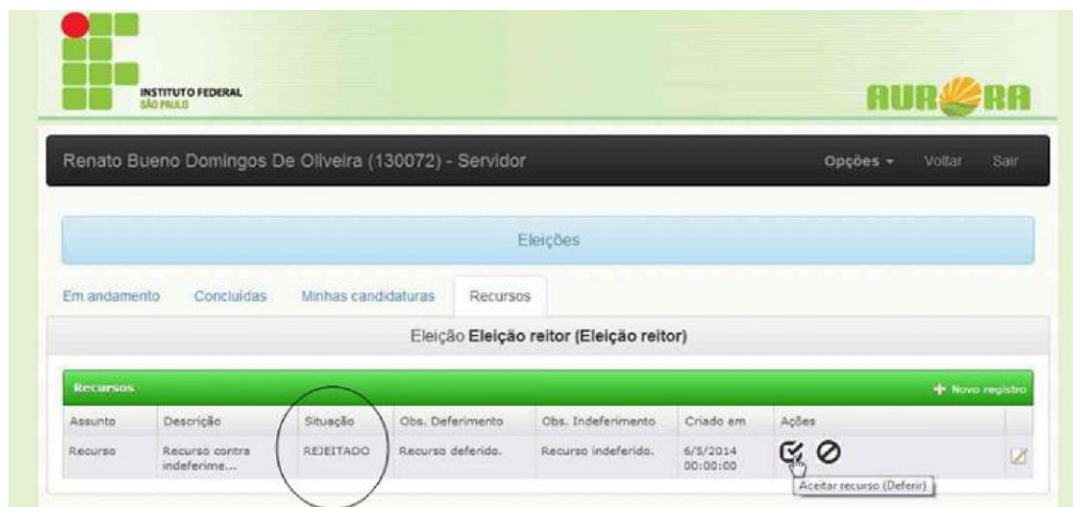 INSTITUTO FEDERAL
SÃO PAULO
AURORA
Renato Bueno Domingos De Oliveira (130072) - Servidor Opções Voltar Sair
Eleições
Em andamento Concluídas Minhas candidaturas Recursos
Eleição Eleição reitor (Eleição reitor)
Recursos Novo registro
Assunto Descrição Situação Obs. Deferimento Obs. Indeferimento Criado em Ações
Recurso Recurso contra indeferime... REJEITADO Recurso deferido. Recurso indeferido. 6/5/2014 00:00:00
Aceitar recurso (Deferir)